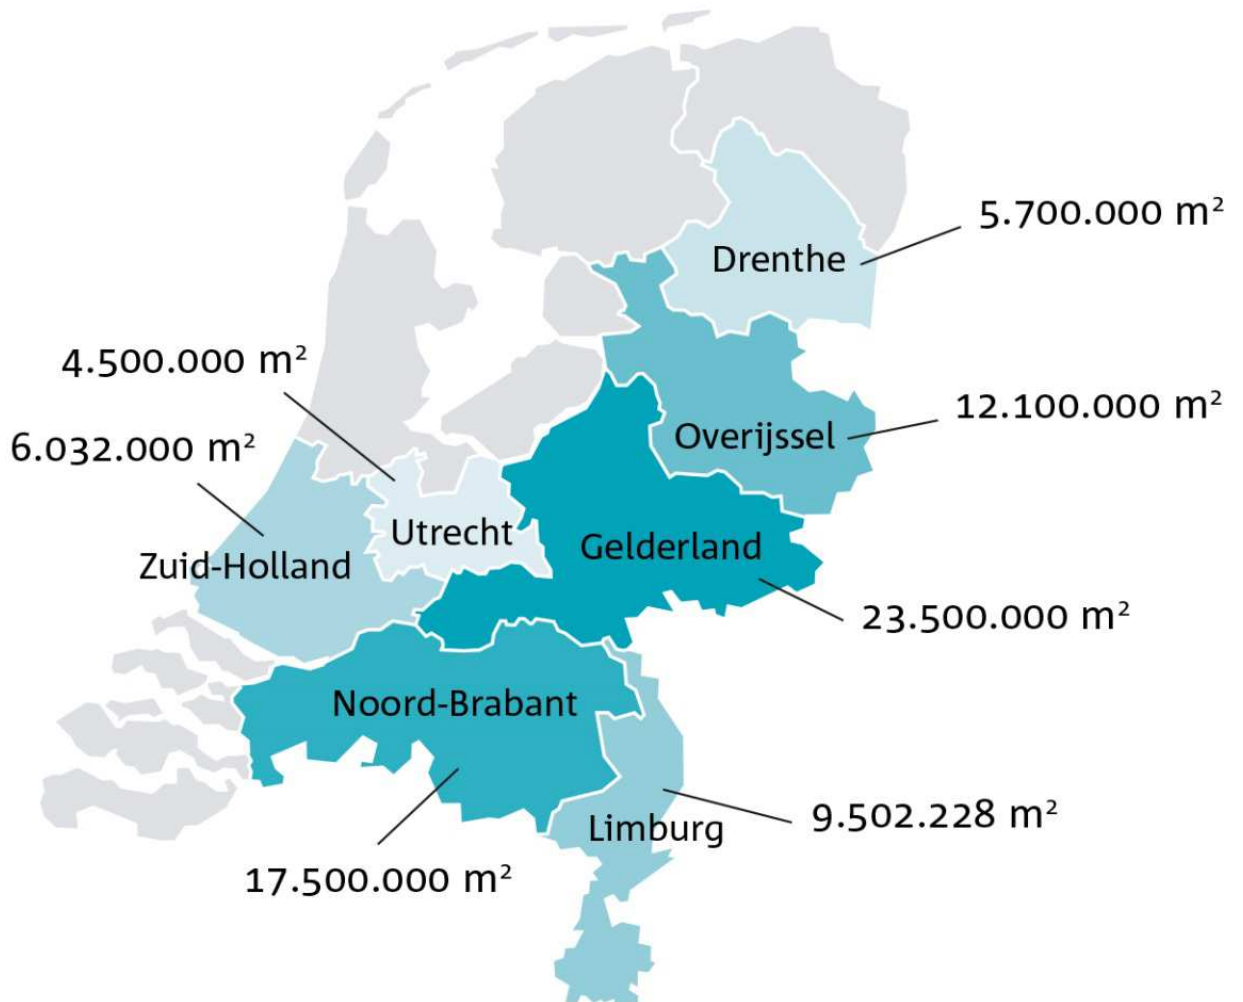 5.700.000 m²
Drenthe
4.500.000 m²
12.100.000 m²
6.032.000 m²
Overijssel
Utrecht
Gelderland
Zuid-Holland
23.500.000 m²
Noord-Brabant
9.502.228 m²
Limburg
17.500.000 m²